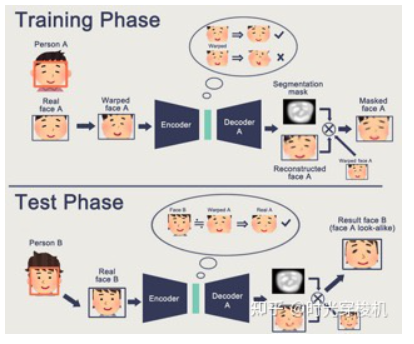 Training Phase
Person A
Warped
Real
face A
Warped
face A
Encoder
Decoder
A
Segmentation
mask
Reconstructed
face A
Masked
face A
Warped face A
Test Phase
Person B
Face B
Warped A
Real A
Real
face B
Encoder
Decoder
A
Result face B
(face A look-alike)
知乎 @时光穿梭机